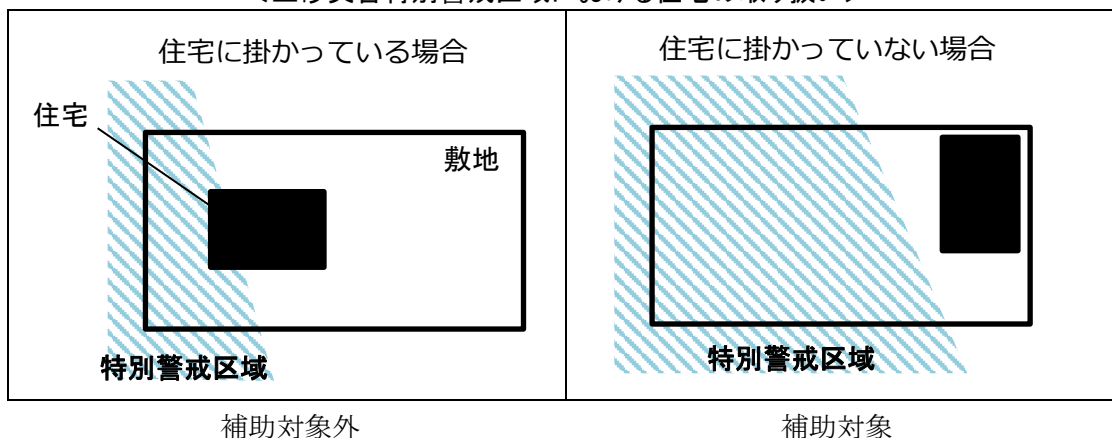 住宅に掛かっている場合
住宅
敷地
特別警戒区域
補助対象外
住宅に掛かっていない場合
特別警戒区域
補助対象